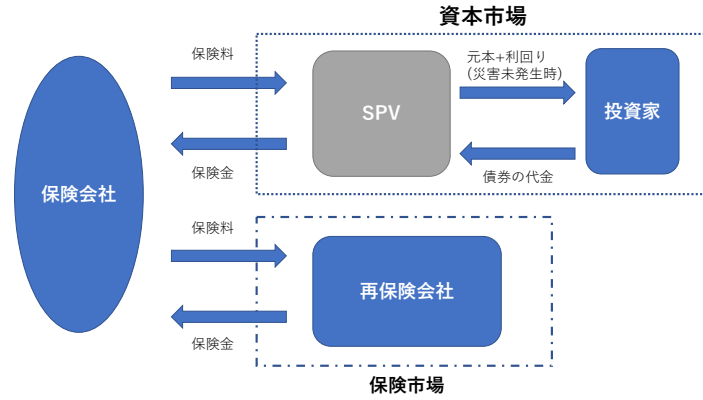 資本市場
保険料
元本+利回り
(災害未発生時)
SPV
投資家
保険会社
保険金
債券の代金
保険料
再保険会社
保険金
保険市場